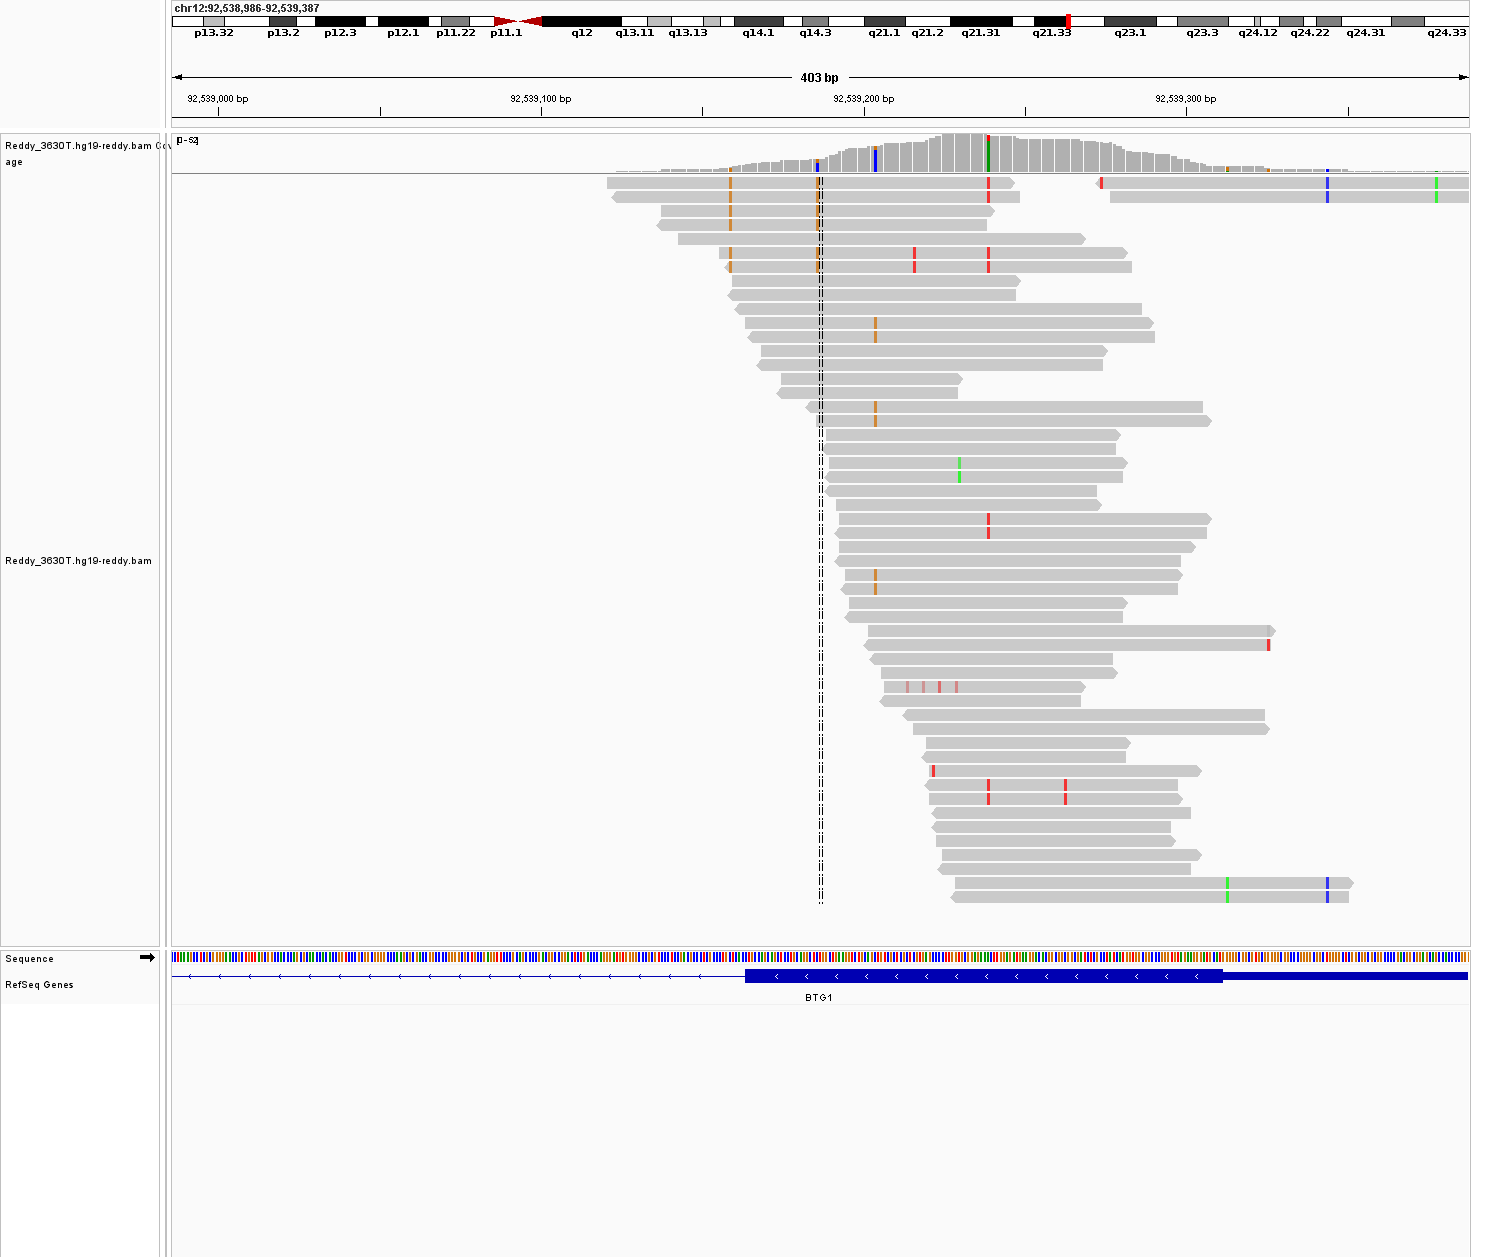 chr12:92,538,986-92,539,387
p13.32 p13.2 p12.3 p12.1 p11.22 p11.1 q12 q13.11 q13.13 q14.1 q14.3 q21.1 q21.2 q21.31 q21.33 q23.1 q23.3 q24.12 q24.22 q24.31 q24.33
403 bp
92,539,000 bp 92,539,100 bp 92,539,200 bp 92,539,300 bp
Reddy_3630T.hg19-reddy.bam Cov
age
[0-52]
Reddy_3630T.hg19-reddy.bam
Sequence
RefSeq Genes
BTG1